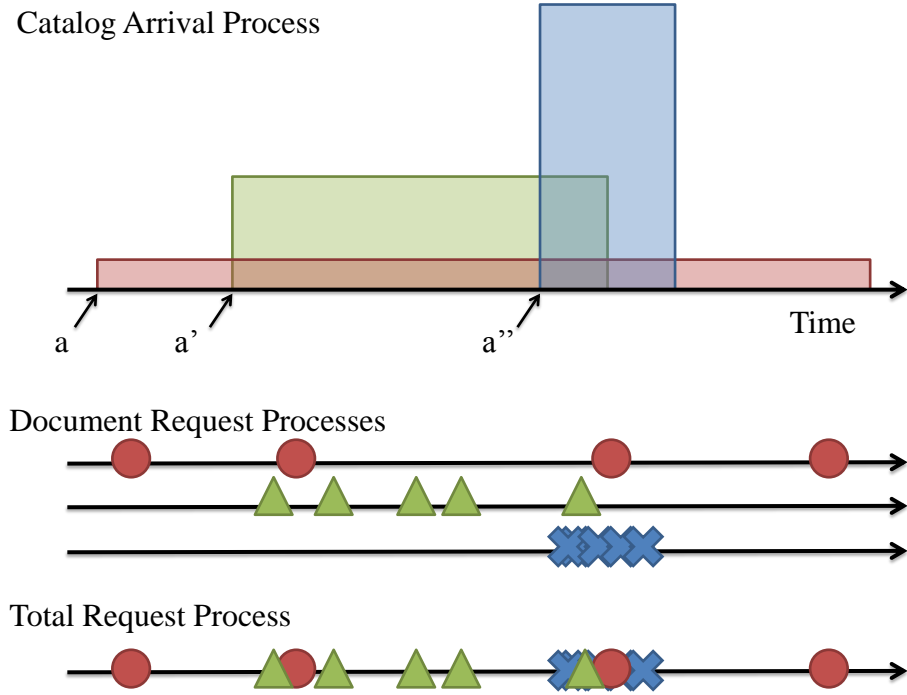 Catalog Arrival Process
Time
a
a’
a’’
Document Request Processes
Total Request Process